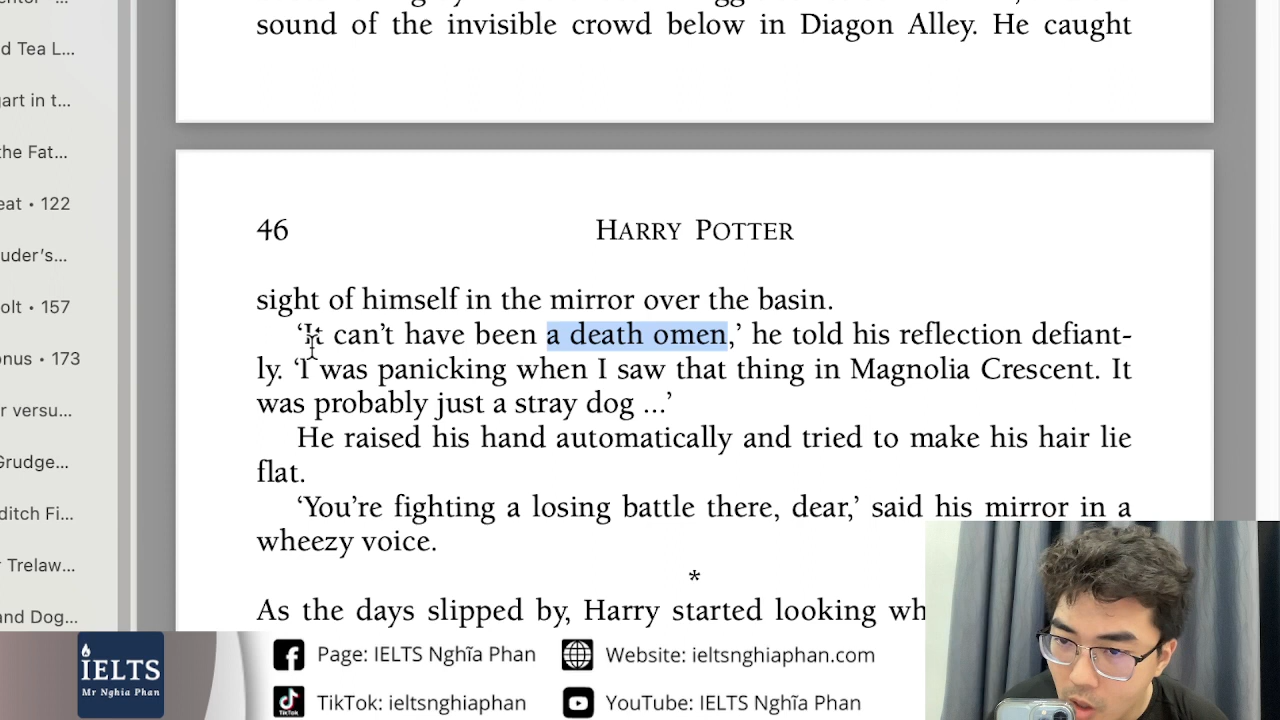 sound of the invisible crowd below in Diagon Alley. He caught
d Tea L...
art in t...
the Fat...
eat • 122
uder's...
olt • 157
onus • 173
r versu...
Grudge...
ditch Fi...
r Trelaw...
and Dog...
46 HARRY POTTER
sight of himself in the mirror over the basin.
‘It can’t have been a death omen,’ he told his reflection defiant-
ly. ‘I was panicking when I saw that thing in Magnolia Crescent. It
was probably just a stray dog ...’
He raised his hand automatically and tried to make his hair lie
flat.
‘You’re fighting a losing battle there, dear,’ said his mirror in a
wheezy voice.
*
As the days slipped by, Harry started looking wh
IELTS
Mr Nghia Phan
Page: IELTS Nghĩa Phan
Website: ieltsnghiaphan.com
TikTok: ieltsnghiaphan
YouTube: IELTS Nghĩa Phan